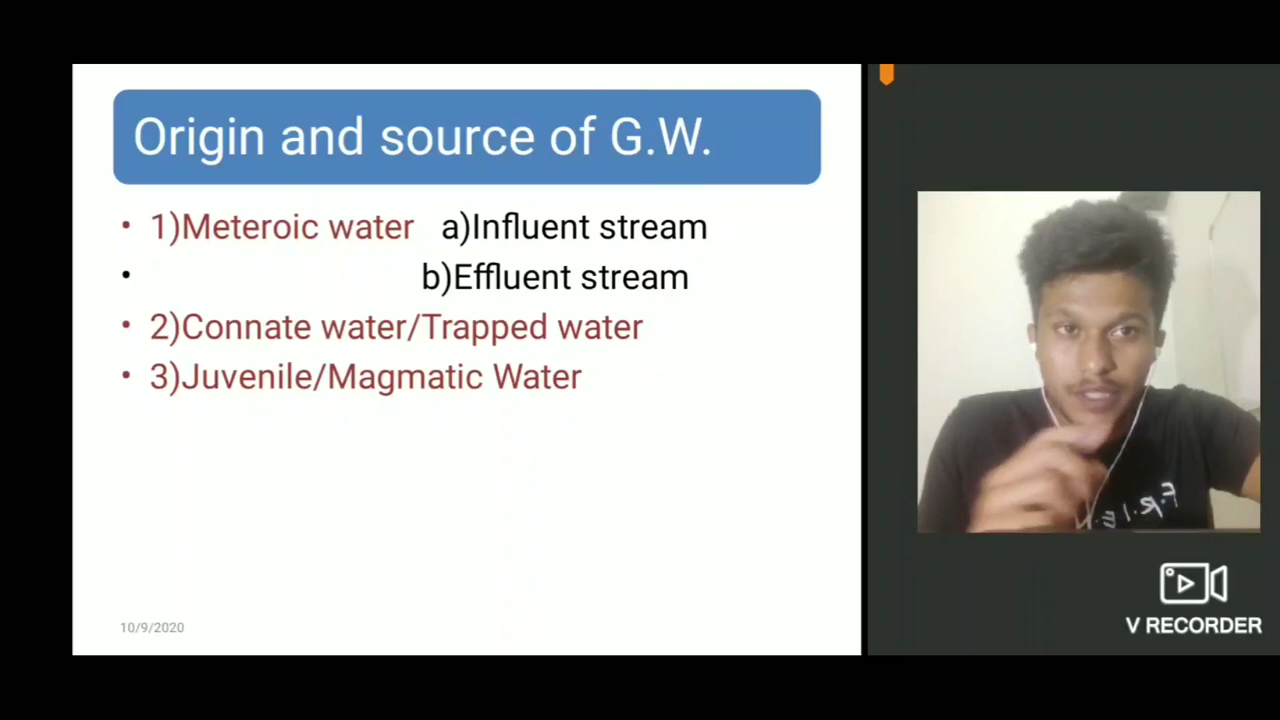 Origin and source of G.W.
• 1)Meteroic water a)Influent stream
• b)Effluent stream
• 2)Connate water/Trapped water
• 3)Juvenile/Magmatic Water
10/9/2020
F.R.I.E.N
V RECORDER